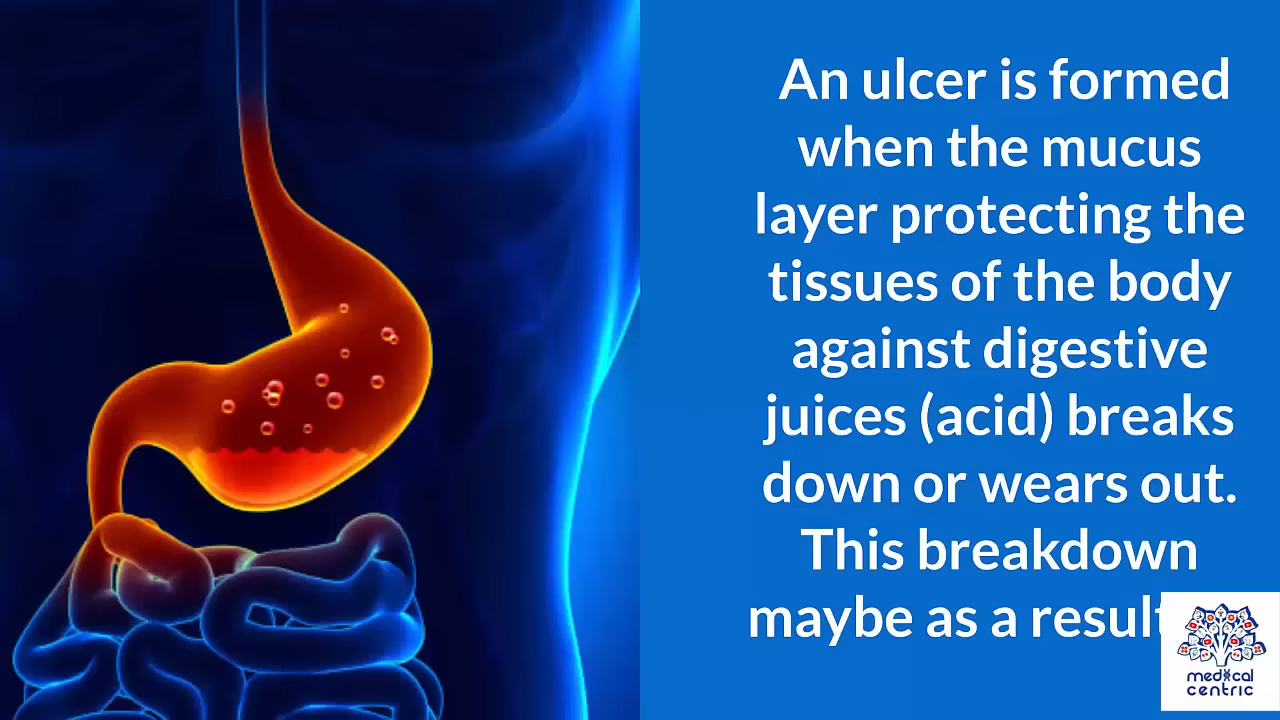 An ulcer is formed
when the mucus
layer protecting the
tissues of the body
against digestive
juices (acid) breaks
down or wears out.
This breakdown
maybe as a result
medical
centric